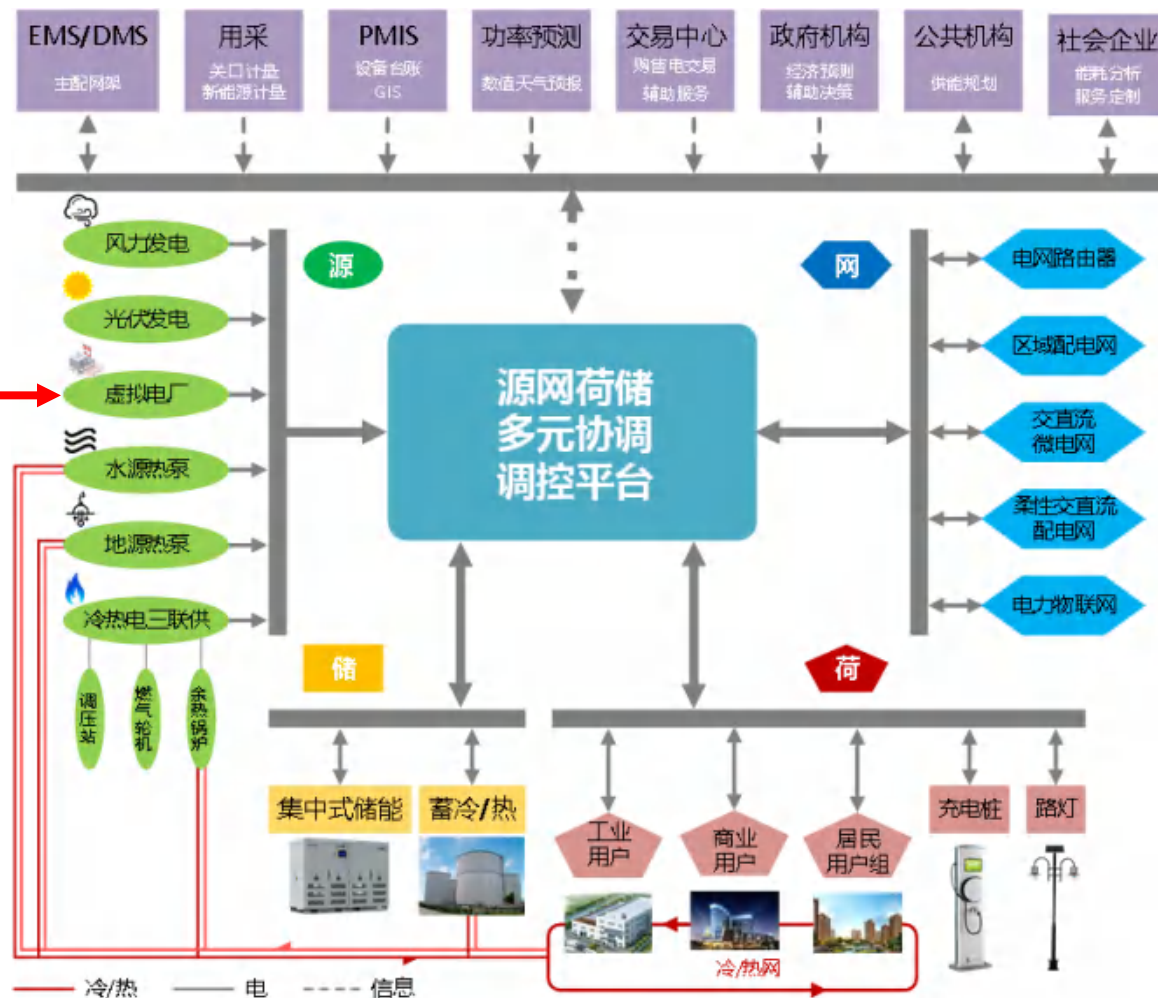 EMS/DMS
主配网架
用采
关口计量
新能源计量
PMIS
设备台账
GIS
功率预测
数值天气预报
交易中心
购售电交易
辅助服务
政府机构
经济预测
辅助决策
公共机构
供能规划
社会企业
能耗分析
服务定制
风力发电
光伏发电
虚拟电厂
水源热泵
地源热泵
冷热电三联供
调压站
燃气轮机
余热锅炉
源
网
源网荷储
多元协调
调控平台
电网路由器
区域配电网
交直流
微电网
柔性交直流
配电网
电力物联网
储
荷
集中式储能
蓄冷/热
工业
用户
商业
用户
居民
用户组
充电桩
路灯
冷/热网
冷/热
电
信息